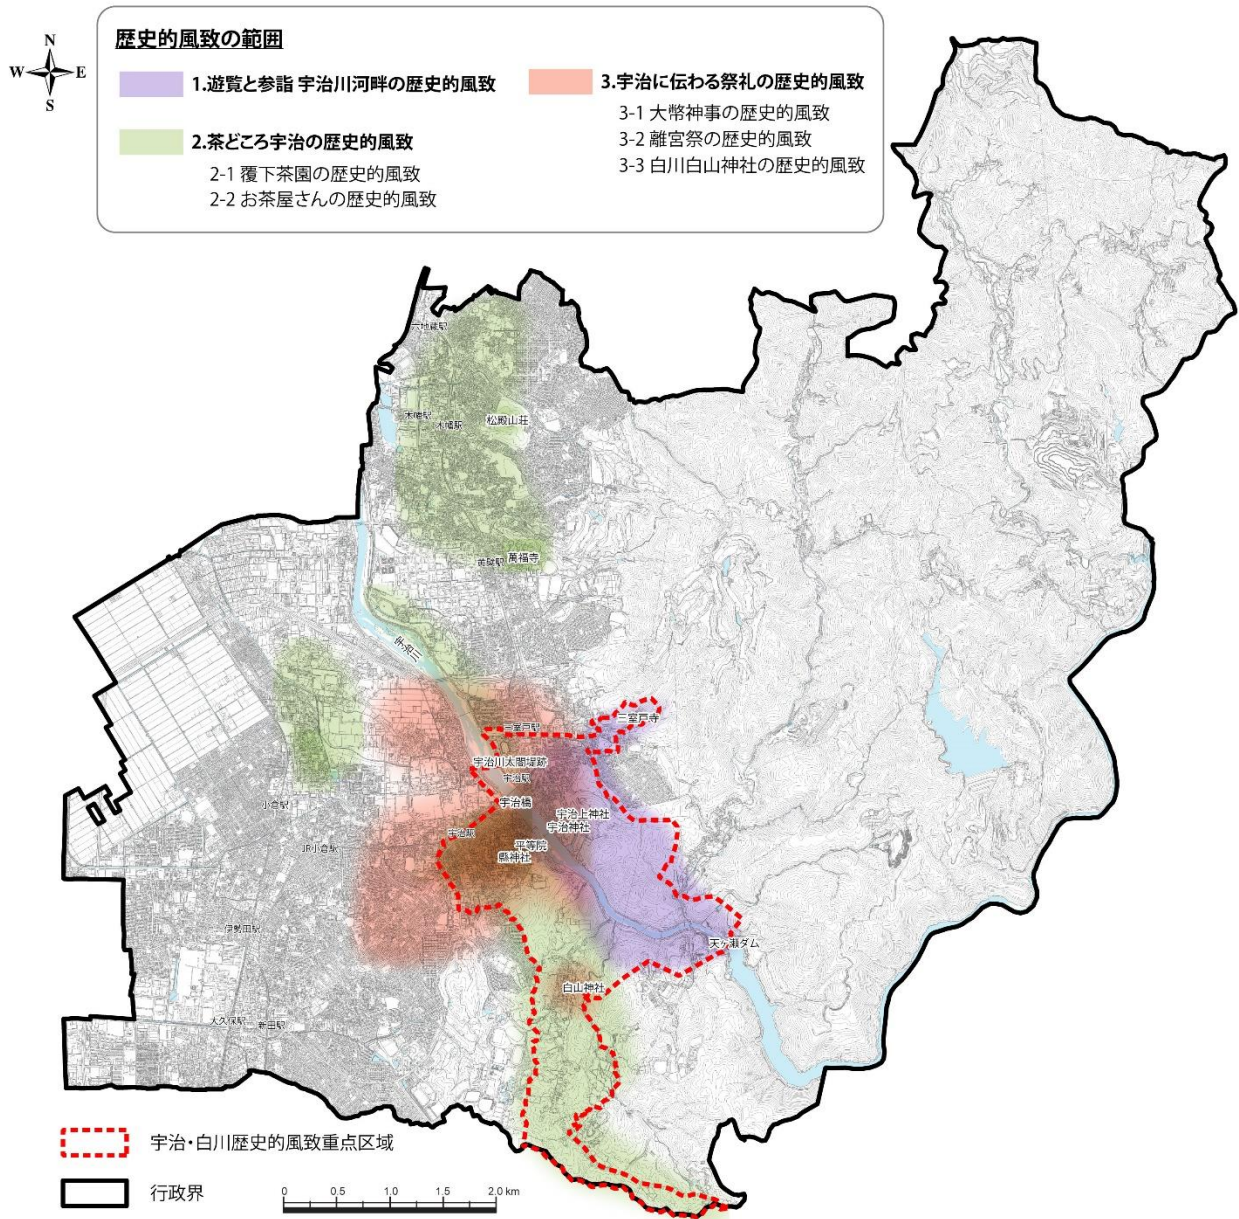 歴史的風致の範囲
1.遊覧と参詣 宇治川河畔の歴史的風致
2.茶どころ宇治の歴史的風致
2-1 覆下茶園の歴史的風致
2-2 お茶屋さんの歴史的風致
3.宇治に伝わる祭礼の歴史的風致
3-1 大幣神事の歴史的風致
3-2 離宮祭の歴史的風致
3-3 白川白山神社の歴史的風致
N
W E
S
六地蔵駅
木幡駅
木幡駅
松殿山荘
黄檗駅
萬福寺
宇治川
三室戸寺
三室戸駅
宇治川太閤堤跡
宇治駅
宇治橋
宇治上神社
宇治神社
宇治駅
平等院
縣神社
小倉駅
JR小倉駅
伊勢田駅
天ヶ瀬ダム
白山神社
大久保駅
新田駅
宇治・白川歴史的風致重点区域
行政界
0 0.5 1.0 1.5 2.0 km